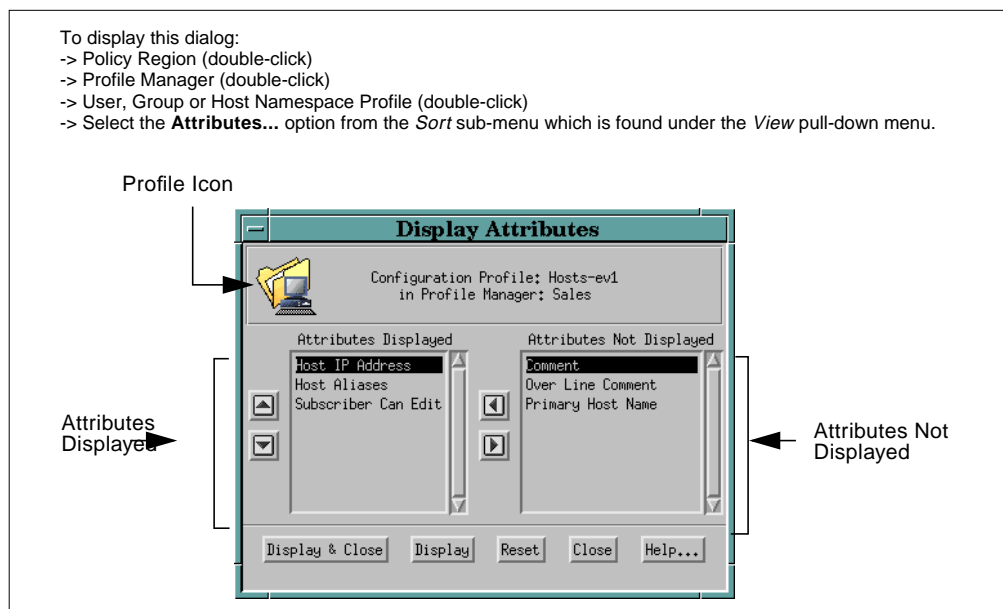 To display this dialog:
-> Policy Region (double-click)
-> Profile Manager (double-click)
-> User, Group or Host Namespace Profile (double-click)
-> Select the Attributes... option from the Sort sub-menu which is found under the View pull-down menu.
Profile Icon
Display Attributes
Configuration Profile: Hosts-ev1
in Profile Manager: Sales
Attributes Displayed
Host IP Address
Host Aliases
Subscriber Can Edit
Attributes Not Displayed
Comment
Over Line Comment
Primary Host Name
Attributes
Displayed
Attributes Not
Displayed
Display & Close
Display
Reset
Close
Help...